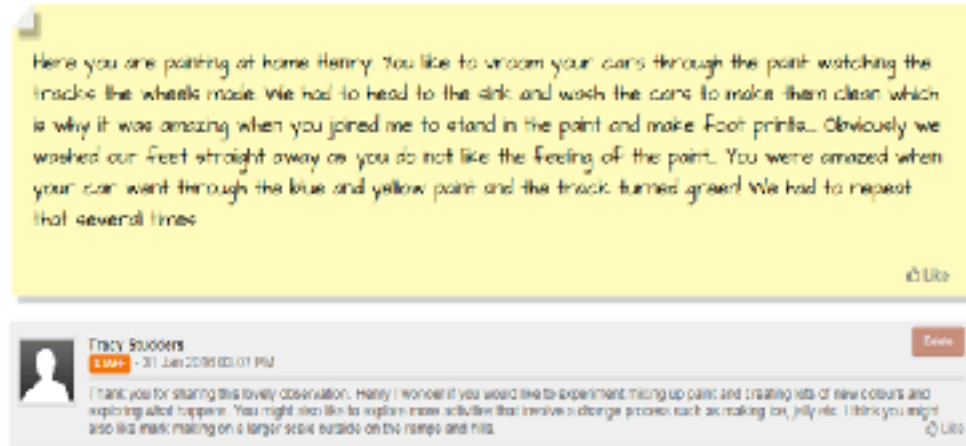 Here you are painting at home Henry. You like to vroom your cars through the paint watching the
tracks the wheels made. We had to head to the sink and wash the cars to make them clean which
is why it was amazing when you joined me to stand in the paint and make foot prints... Obviously we
washed our feet straight away as you do not like the feeling of the paint... You were amazed when
your car went through the blue and yellow paint and the track turned green! We had to repeat
that several times
Like
Tracy Studders
- 31 Jan 2016 03:07 PM
Thank you for sharing this lovely observation. Henry I wonder if you would like to experiment mixing up paint and creating lots of new colours and
exploring what happens. You might also like to explore more activities that involve a change process such as making ice, jelly etc. I think you might
also like mark making on a larger scale outside on the ramps and hills.
Like